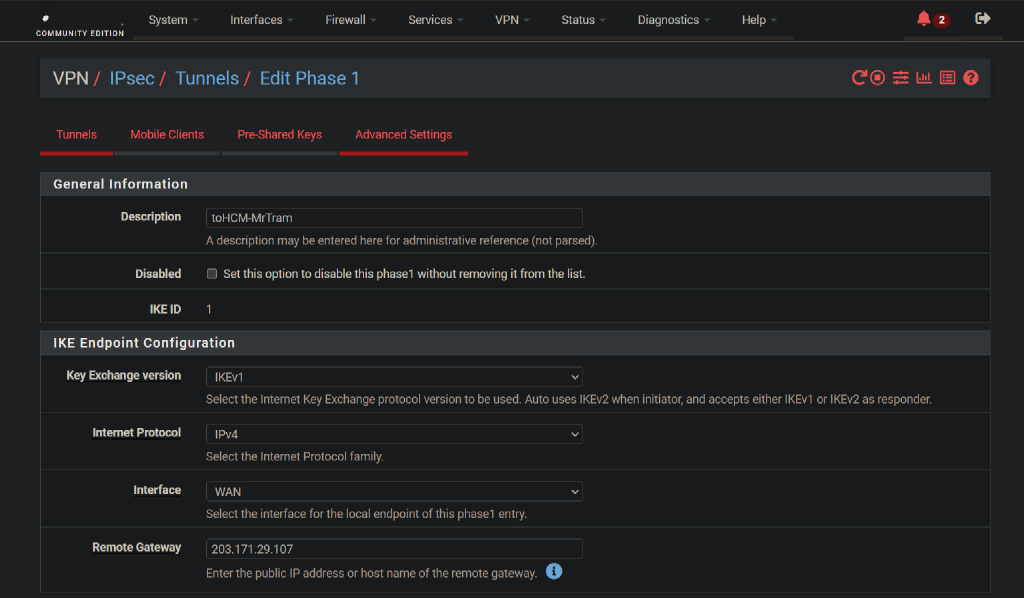 System Interfaces Firewall Services VPN Status Diagnostics Help 2
COMMUNITY EDITION
VPN / IPsec / Tunnels / Edit Phase 1
Tunnels Mobile Clients Pre-Shared Keys Advanced Settings
General Information
Description toHCM-MrTram
A description may be entered here for administrative reference (not parsed).
Disabled Set this option to disable this phase1 without removing it from the list.
IKE ID 1
IKE Endpoint Configuration
Key Exchange version IKEv1
Select the Internet Key Exchange protocol version to be used. Auto uses IKEv2 when initiator, and accepts either IKEv1 or IKEv2 as responder.
Internet Protocol IPv4
Select the Internet Protocol family.
Interface WAN
Select the interface for the local endpoint of this phase1 entry.
Remote Gateway 203.171.29.107
Enter the public IP address or host name of the remote gateway.